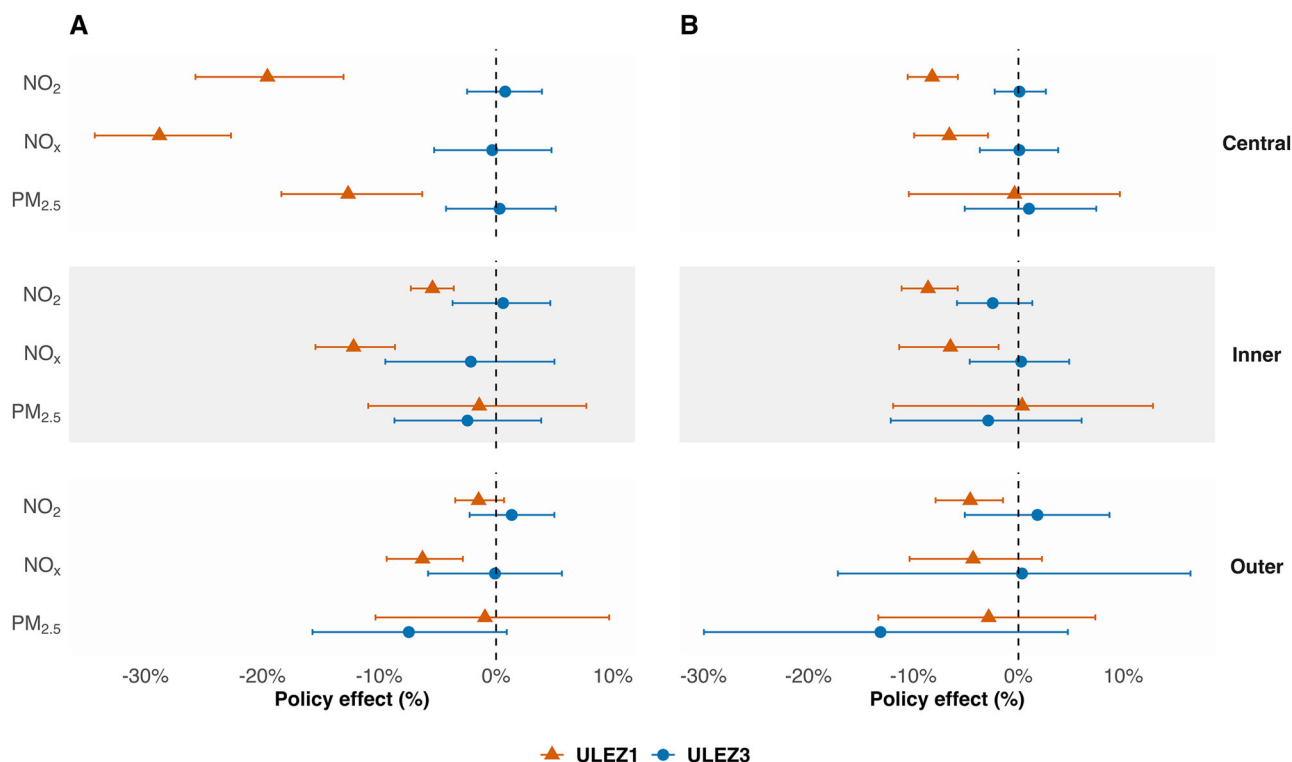 A B
NO₂
NOₓ
PM₂.₅
Central
NO₂
NOₓ
PM₂.₅
Inner
NO₂
NOₓ
PM₂.₅
Outer
-30% -20% -10% 0% 10% -30% -20% -10% 0% 10%
Policy effect (%) Policy effect (%)
ULEZ1 ULEZ3